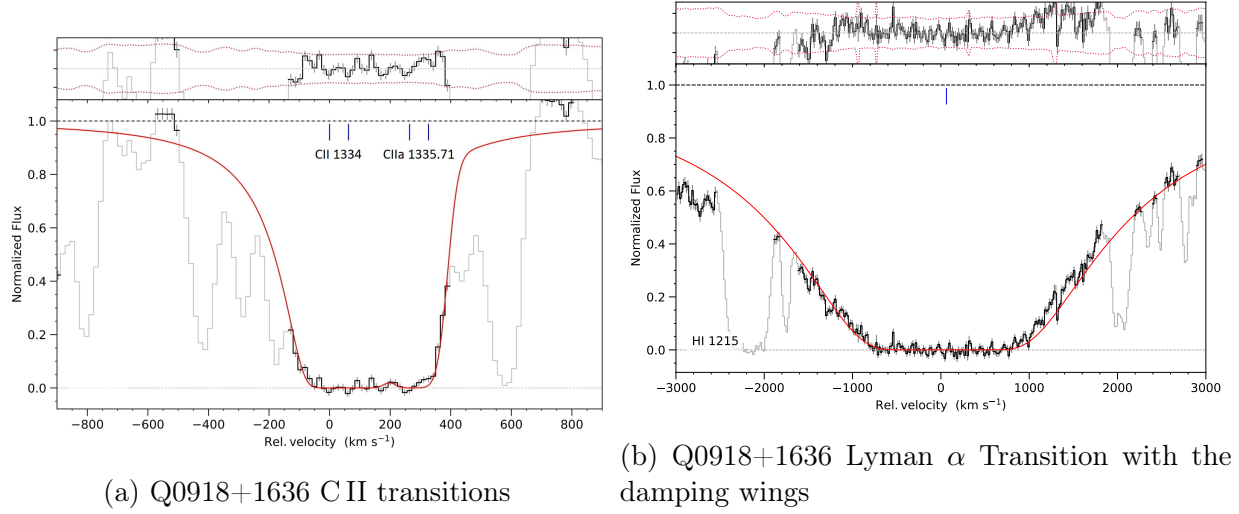 1.0
0.8
0.6
0.4
0.2
0.0
Normalized Flux
CII 1334
CIIa 1335.71
−800 −600 −400 −200 0 200 400 600 800
Rel. velocity (km s⁻¹)
(a) Q0918+1636 C II transitions
1.0
0.8
0.6
0.4
0.2
0.0
Normalized Flux
HI 1215
−3000 −2000 −1000 0 1000 2000 3000
Rel. velocity (km s⁻¹)
(b) Q0918+1636 Lyman α Transition with the
damping wings